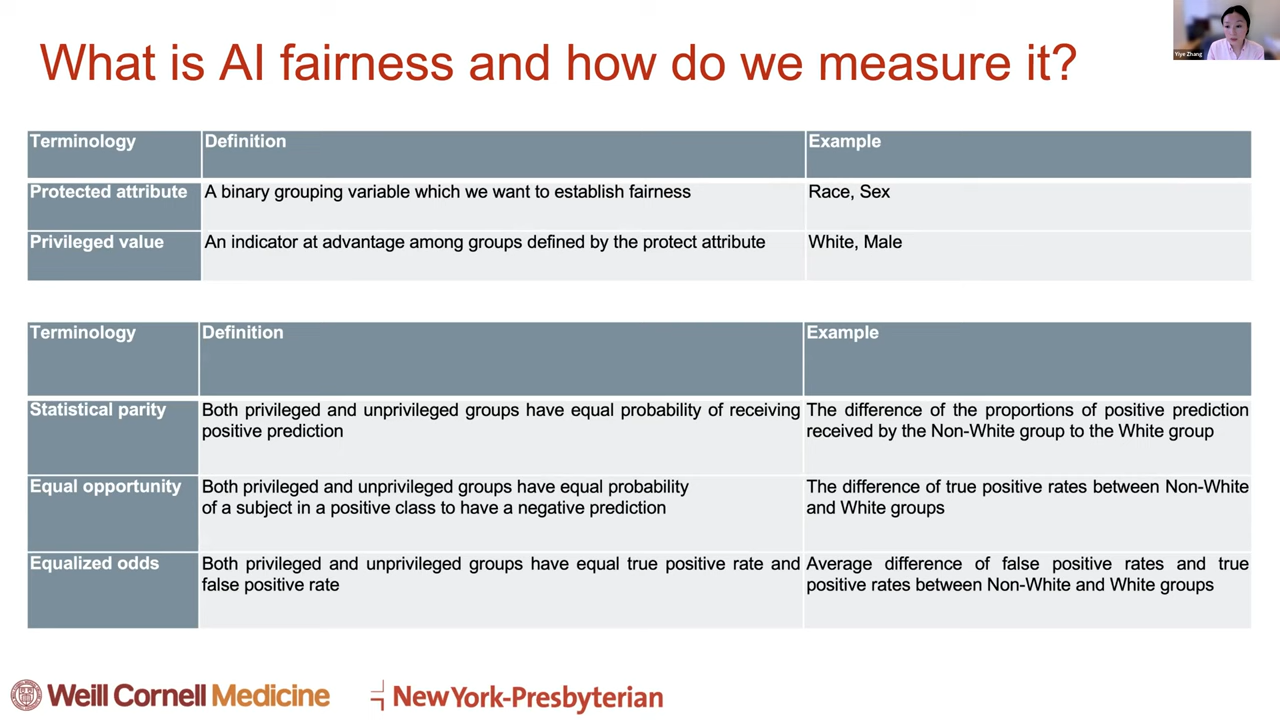 What is AI fairness and how do we measure it?
Yiye Zhang
Terminology Definition Example
Protected attribute A binary grouping variable which we want to establish fairness Race, Sex
Privileged value An indicator at advantage among groups defined by the protect attribute White, Male
Terminology Definition Example
Statistical parity Both privileged and unprivileged groups have equal probability of receiving The difference of the proportions of positive prediction
positive prediction received by the Non-White group to the White group
Equal opportunity Both privileged and unprivileged groups have equal probability The difference of true positive rates between Non-White
of a subject in a positive class to have a negative prediction and White groups
Equalized odds Both privileged and unprivileged groups have equal true positive rate and Average difference of false positive rates and true
false positive rate positive rates between Non-White and White groups
Weill Cornell Medicine NewYork-Presbyterian